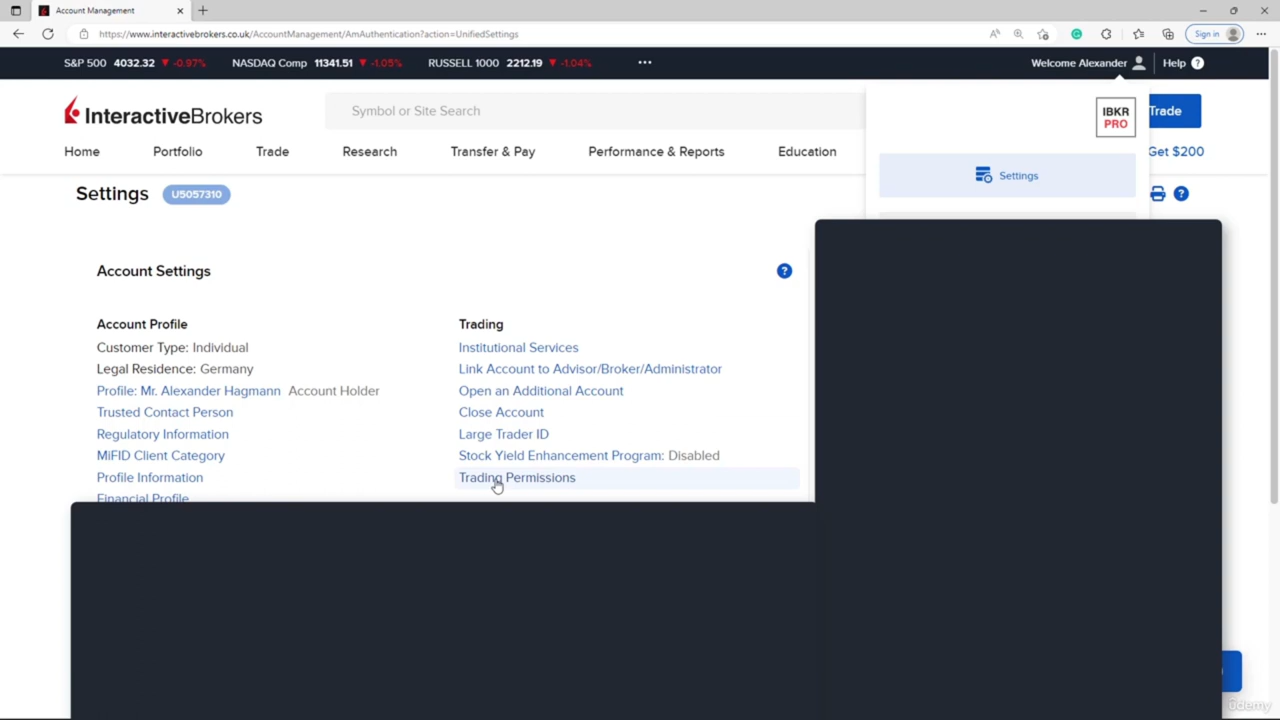 Account Management
https://www.interactivebrokers.co.uk/AccountManagement/AmAuthentication?action=UnifiedSettings
Sign in
S&P 500 4032.32 ▼ -0.97% NASDAQ Comp 11341.51 ▼ -1.05% RUSSELL 1000 2212.19 ▼ -1.04% •••
Welcome Alexander Help ?
InteractiveBrokers
Symbol or Site Search
IBKR PRO
Trade
Home Portfolio Trade Research Transfer & Pay Performance & Reports Education
Get $200
Settings U5057310
Settings
?
Account Settings
?
Account Profile
Customer Type: Individual
Legal Residence: Germany
Profile: Mr. Alexander Hagmann Account Holder
Trusted Contact Person
Regulatory Information
MiFID Client Category
Profile Information
Financial Profile
Trading
Institutional Services
Link Account to Advisor/Broker/Administrator
Open an Additional Account
Close Account
Large Trader ID
Stock Yield Enhancement Program: Disabled
Trading Permissions
ûdemy